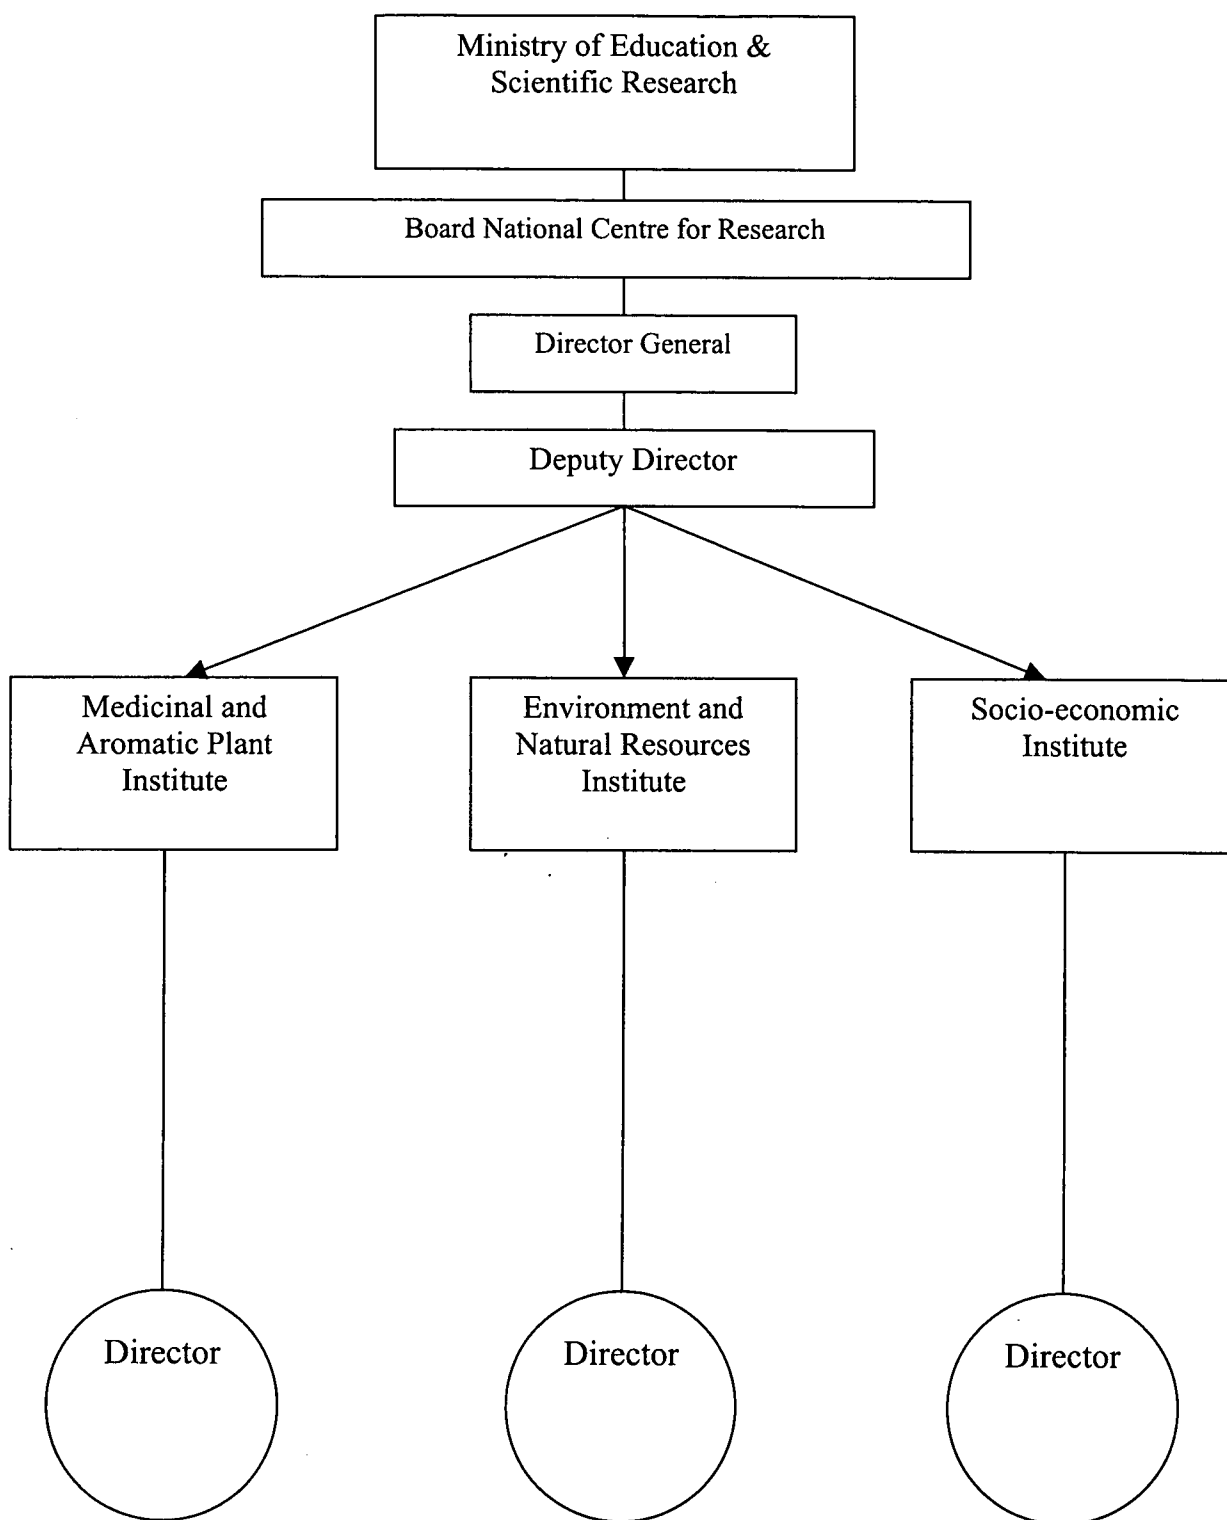 Ministry of Education &
Scientific Research
Board National Centre for Research
Director General
Deputy Director
Medicinal and
Aromatic Plant
Institute
Environment and
Natural Resources
Institute
Socio-economic
Institute
Director
Director
Director